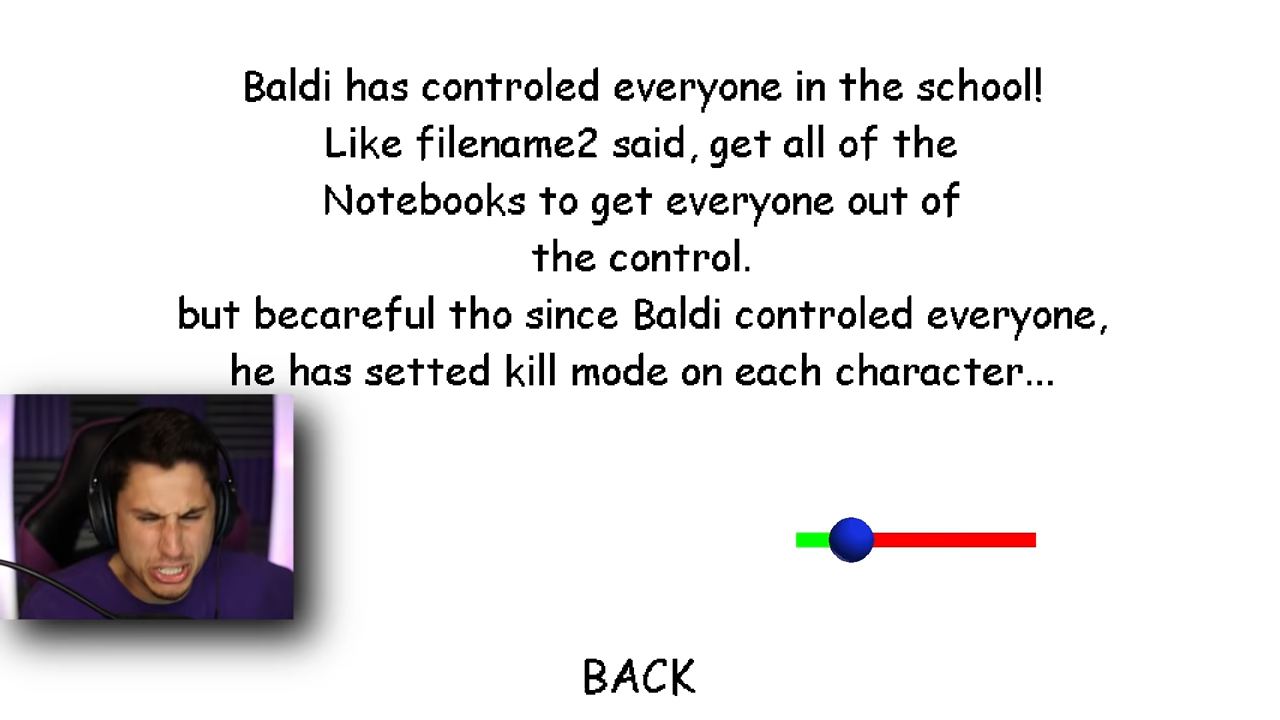 Baldi has controled everyone in the school!
Like filename2 said, get all of the
Notebooks to get everyone out of
the control.
but becareful tho since Baldi controled everyone,
he has setted kill mode on each character...
BACK